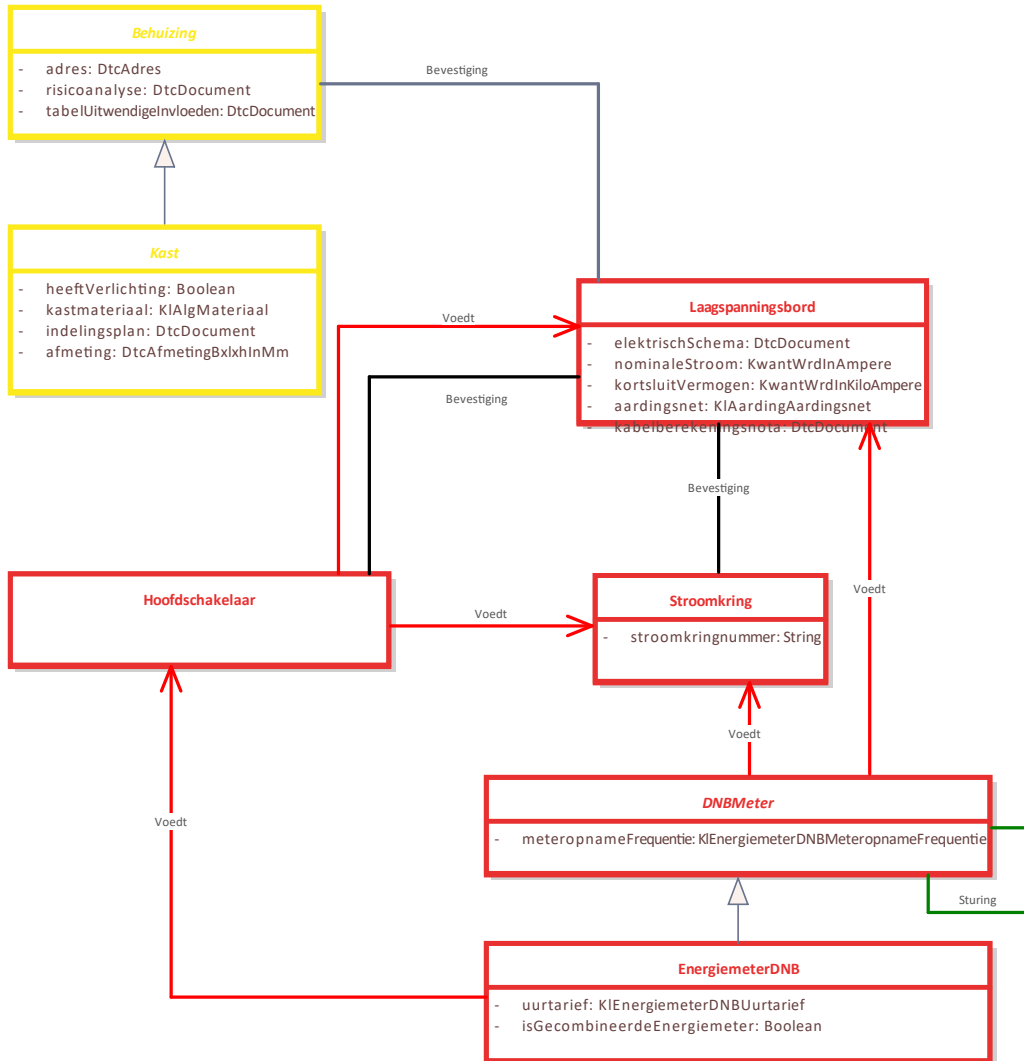 Behuizing
- adres: DtcAdres
- risicoanalyse: DtcDocument
- tabelUitwendigeInvloeden: DtcDocument
Bevestiging
Kast
- heeftVerlichting: Boolean
- kastmateriaal: KlAlgMateriaal
- indelingsplan: DtcDocument
- afmeting: DtcAfmetingBxlxhInMm
Laagspanningsbord
- elektrischSchema: DtcDocument
- nominaleStroom: KwantWrdInAmpere
- kortsluitVermogen: KwantWrdInKiloAmpere
- aardingsnet: KlAardingAardingsnet
- kabelberekeningsnota: DtcDocument
Voedt
Bevestiging
Bevestiging
Hoofdschakelaar
Voedt
Stroomkring
- stroomkringnummer: String
Voedt
Voedt
Voedt
DNBMeter
- meteropnameFrequentie: KlEnergiemeterDNBMeteropnameFrequentie
Sturing
EnergiemeterDNB
- uurtarief: KlEnergiemeterDNBUurtarief
- isGecombineerdeEnergiemeter: Boolean